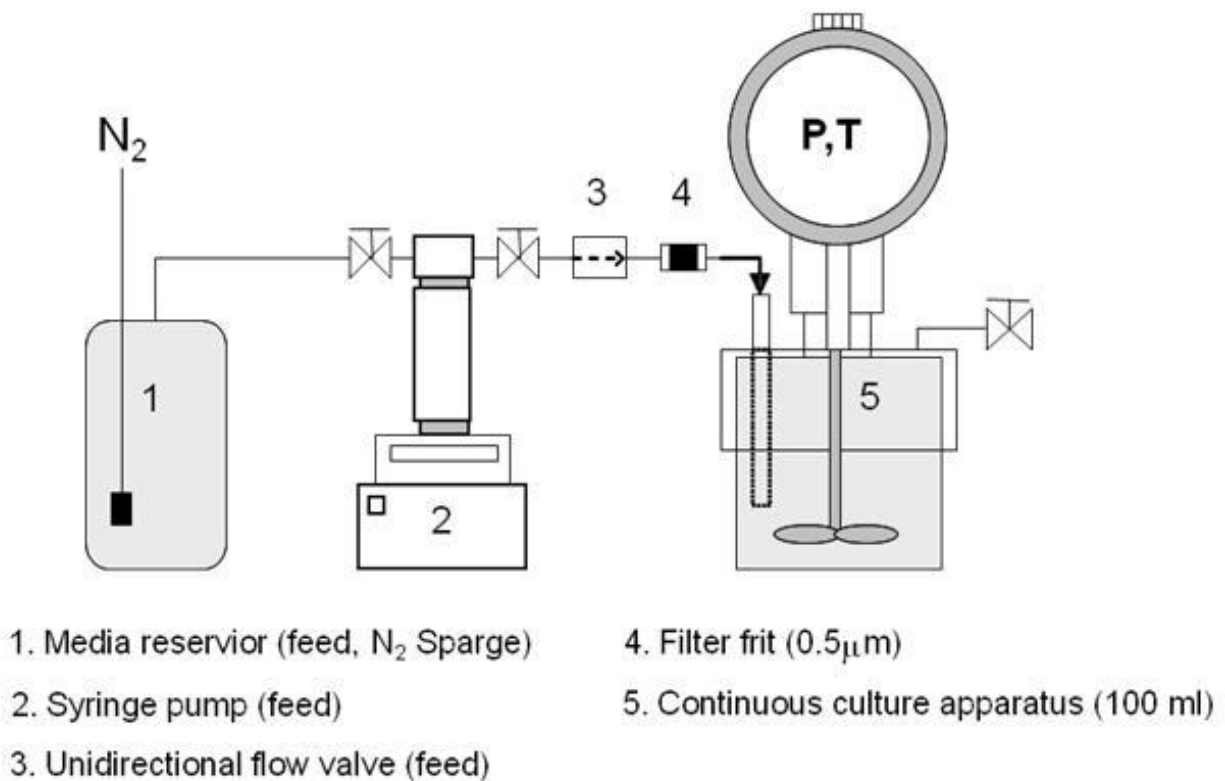 N₂
P,T
3
4
1
5
2
1. Media reservior (feed, N₂ Sparge)
2. Syringe pump (feed)
3. Unidirectional flow valve (feed)
4. Filter frit (0.5μm)
5. Continuous culture apparatus (100 ml)